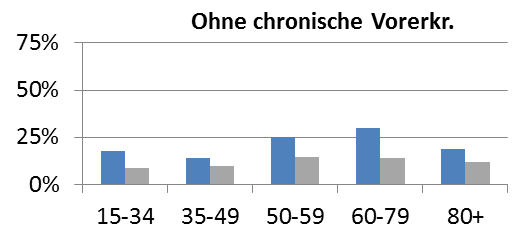 Ohne chronische Vorerkr.
75%
50%
25%
0%
15-34 35-49 50-59 60-79 80+